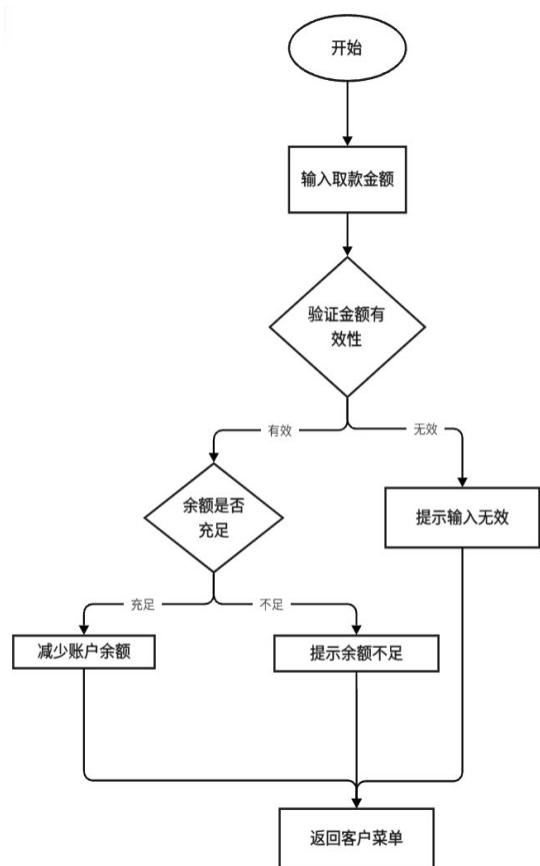 开始
输入取款金额
验证金额有
效性
有效
无效
余额是否
充足
提示输入无效
充足
不足
减少账户余额
提示余额不足
返回客户菜单